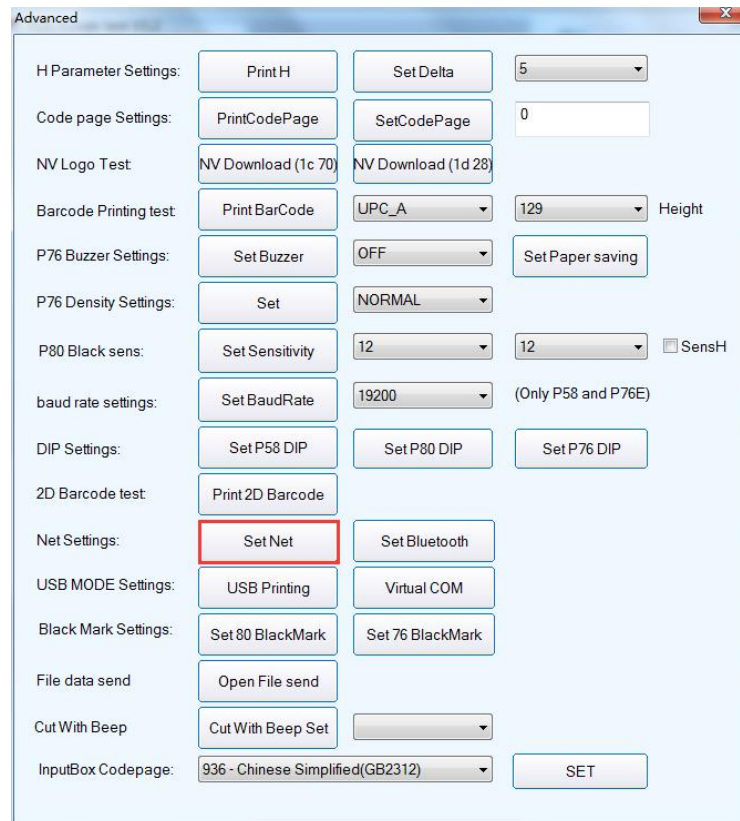 Advanced
H Parameter Settings: Print H Set Delta 5
Code page Settings: PrintCodePage SetCodePage 0
NV Logo Test: NV Download (1c 70) NV Download (1d 28)
Barcode Printing test: Print BarCode UPC_A 129 Height
P76 Buzzer Settings: Set Buzzer OFF Set Paper saving
P76 Density Settings: Set NORMAL
P80 Black sens: Set Sensitivity 12 12 SensH
baud rate settings: Set BaudRate 19200 (Only P58 and P76E)
DIP Settings: Set P58 DIP Set P80 DIP Set P76 DIP
2D Barcode test: Print 2D Barcode
Net Settings: Set Net Set Bluetooth
USB MODE Settings: USB Printing Virtual COM
Black Mark Settings: Set 80 BlackMark Set 76 BlackMark
File data send Open File send
Cut With Beep Cut With Beep Set
InputBox Codepage: 936 - Chinese Simplified(GB2312) SET